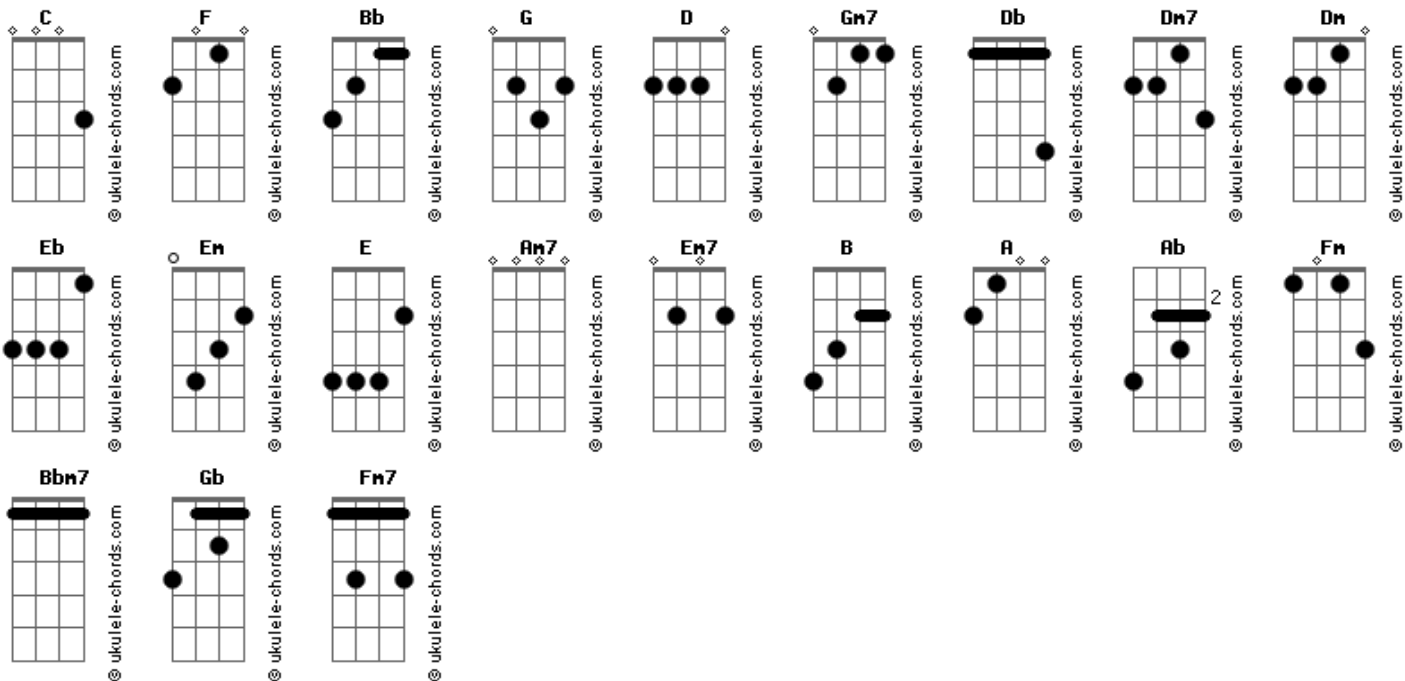 C F Bb G D Gm7 Db Dm7 Dm
© ukulele-chords.com © ukulele-chords.com © ukulele-chords.com © ukulele-chords.com © ukulele-chords.com © ukulele-chords.com © ukulele-chords.com © ukulele-chords.com © ukulele-chords.com
Eb Em E Am7 Em7 B A Ab Fm
2
© ukulele-chords.com © ukulele-chords.com © ukulele-chords.com © ukulele-chords.com © ukulele-chords.com © ukulele-chords.com © ukulele-chords.com © ukulele-chords.com © ukulele-chords.com
Bbm7 Gb Fm7
© ukulele-chords.com © ukulele-chords.com © ukulele-chords.com